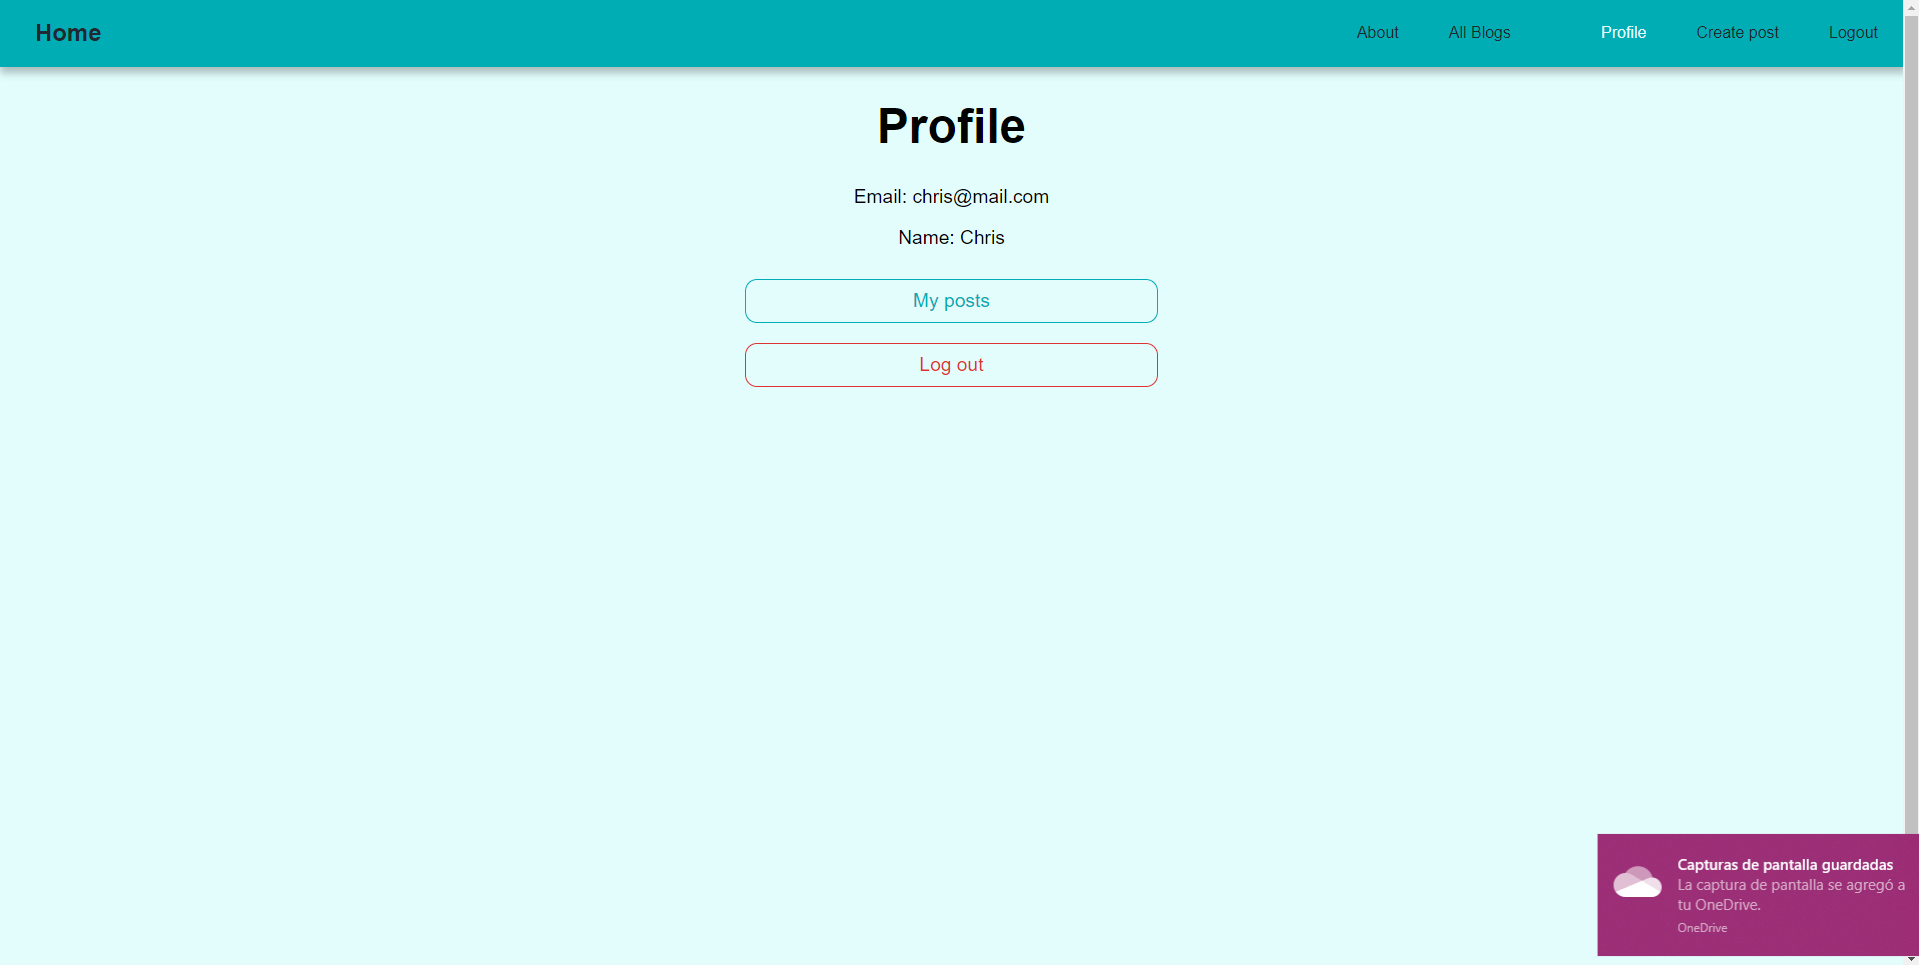 Home
About
All Blogs
Profile
Create post
Logout
Profile
Email: chris@mail.com
Name: Chris
My posts
Log out
Capturas de pantalla guardadas
La captura de pantalla se agregó a
tu OneDrive.
OneDrive